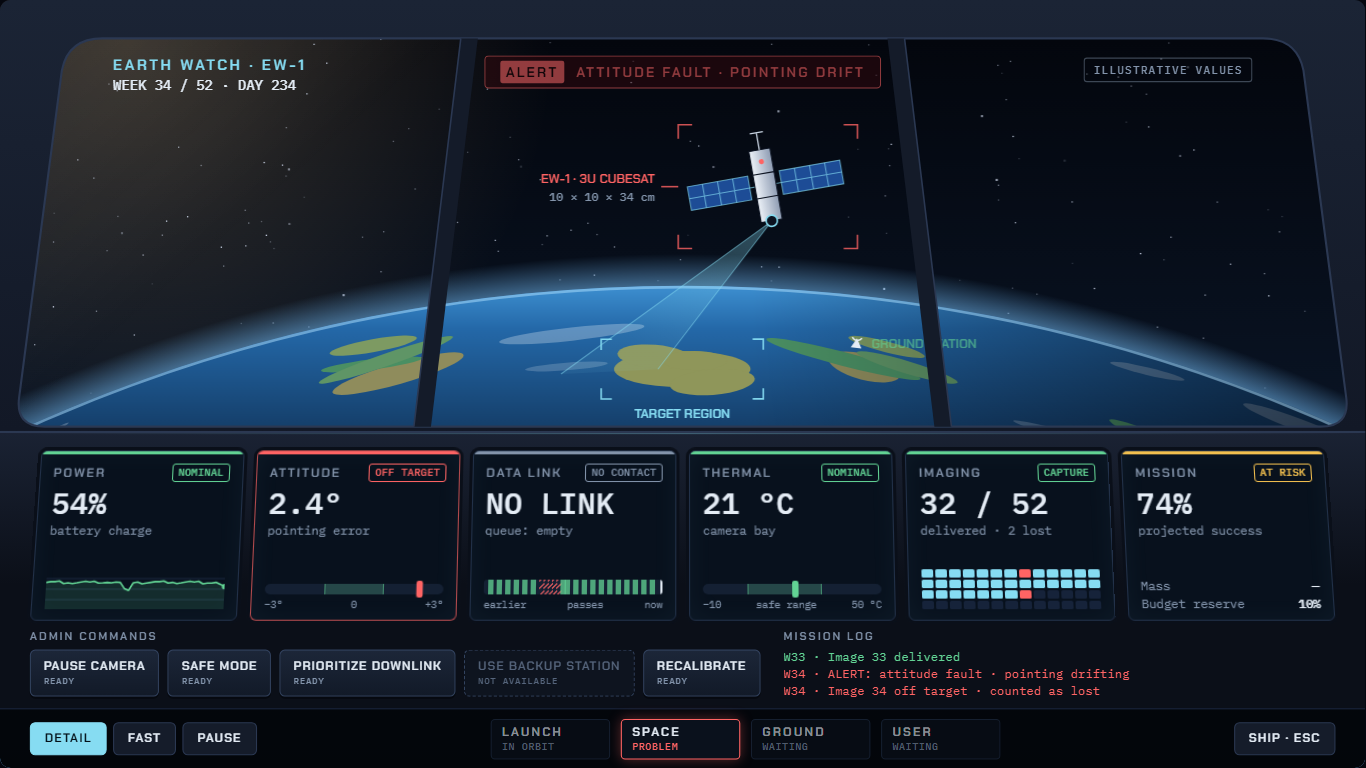 EARTH WATCH · EW-1
WEEK 34 / 52 · DAY 234
ALERT ATTITUDE FAULT · POINTING DRIFT
ILLUSTRATIVE VALUES
EW-1 · 3U CUBESAT
10 × 10 × 34 cm
GROUND
TARGET REGION
POWER NOMINAL
54%
battery charge
ATTITUDE OFF TARGET
2.4°
pointing error
−3° 0 +3°
DATA LINK NO CONTACT
NO LINK
queue: empty
earlier passes now
THERMAL NOMINAL
21 °C
camera bay
−10 safe range 50 °C
IMAGING CAPTURE
32 / 52
delivered · 2 lost
MISSION AT RISK
74%
projected success
Mass —
Budget reserve 10%
ADMIN COMMANDS
PAUSE CAMERA
READY
SAFE MODE
READY
PRIORITIZE DOWNLINK
READY
USE BACKUP STATION
NOT AVAILABLE
RECALIBRATE
READY
MISSION LOG
W33 · Image 33 delivered
W34 · ALERT: attitude fault · pointing drifting
W34 · Image 34 off target · counted as lost
DETAIL
FAST
PAUSE
LAUNCH
IN ORBIT
SPACE
PROBLEM
GROUND
WAITING
USER
WAITING
SHIP · ESC